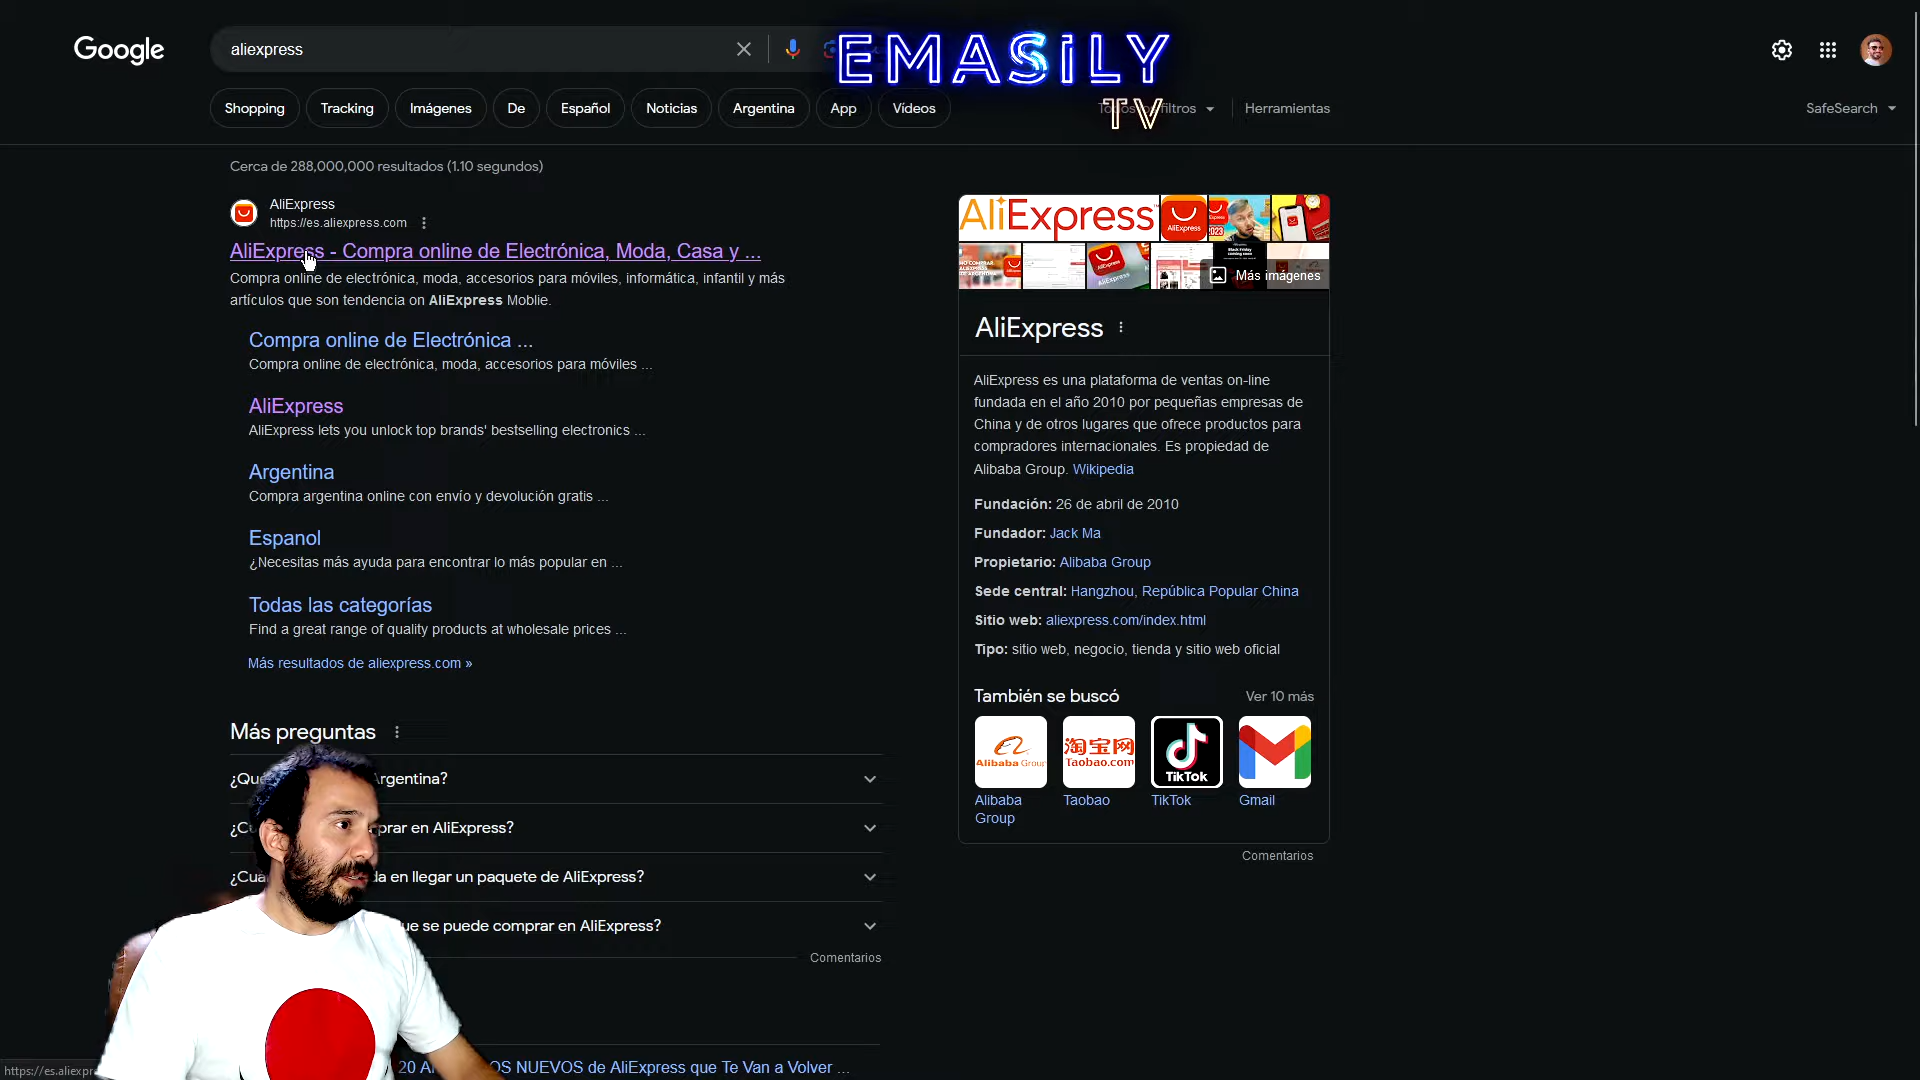 Google
aliexpress
EMASiLY
TV
Shopping
Tracking
Imágenes
De
Español
Noticias
Argentina
App
Vídeos
filtros
Herramientas
SafeSearch
Cerca de 288,000,000 resultados (1.10 segundos)
AliExpress
https://es.aliexpress.com
AliExpress - Compra online de Electrónica, Moda, Casa y ...
Compra online de electrónica, moda, accesorios para móviles, informática, infantil y más
artículos que son tendencia on AliExpress Moblie.
Compra online de Electrónica ...
Compra online de electrónica, moda, accesorios para móviles ...
AliExpress
AliExpress lets you unlock top brands' bestselling electronics ...
Argentina
Compra argentina online con envío y devolución gratis ...
Espanol
¿Necesitas más ayuda para encontrar lo más popular en ...
Todas las categorías
Find a great range of quality products at wholesale prices ...
Más resultados de aliexpress.com »
Más preguntas
Argentina?
en AliExpress?
en llegar un paquete de AliExpress?
se puede comprar en AliExpress?
Comentarios
NUEVOS de AliExpress que Te Van a Volver ...
AliExpress
AliExpress
2023
Más imágenes
AliExpress
AliExpress es una plataforma de ventas on-line
fundada en el año 2010 por pequeñas empresas de
China y de otros lugares que ofrece productos para
compradores internacionales. Es propiedad de
Alibaba Group. Wikipedia
Fundación: 26 de abril de 2010
Fundador: Jack Ma
Propietario: Alibaba Group
Sede central: Hangzhou, República Popular China
Sitio web: aliexpress.com/index.html
Tipo: sitio web, negocio, tienda y sitio web oficial
También se buscó
Ver 10 más
Alibaba Group
淘宝网
Taobao.com
TikTok
Alibaba
Group
Taobao
TikTok
Gmail
Comentarios